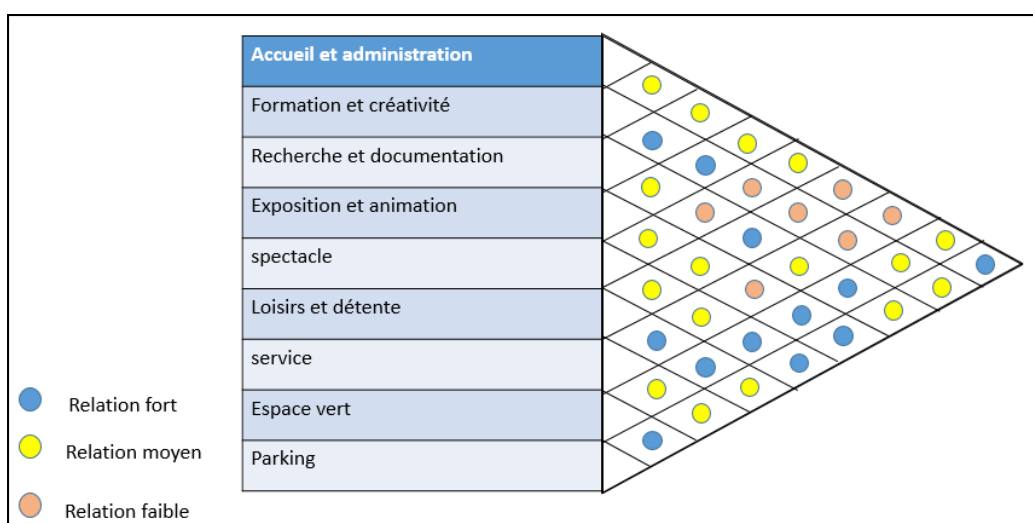 Accueil et administration
Formation et créativité
Recherche et documentation
Exposition et animation
spectacle
Loisirs et détente
service
Espace vert
Parking
Relation fort
Relation moyen
Relation faible